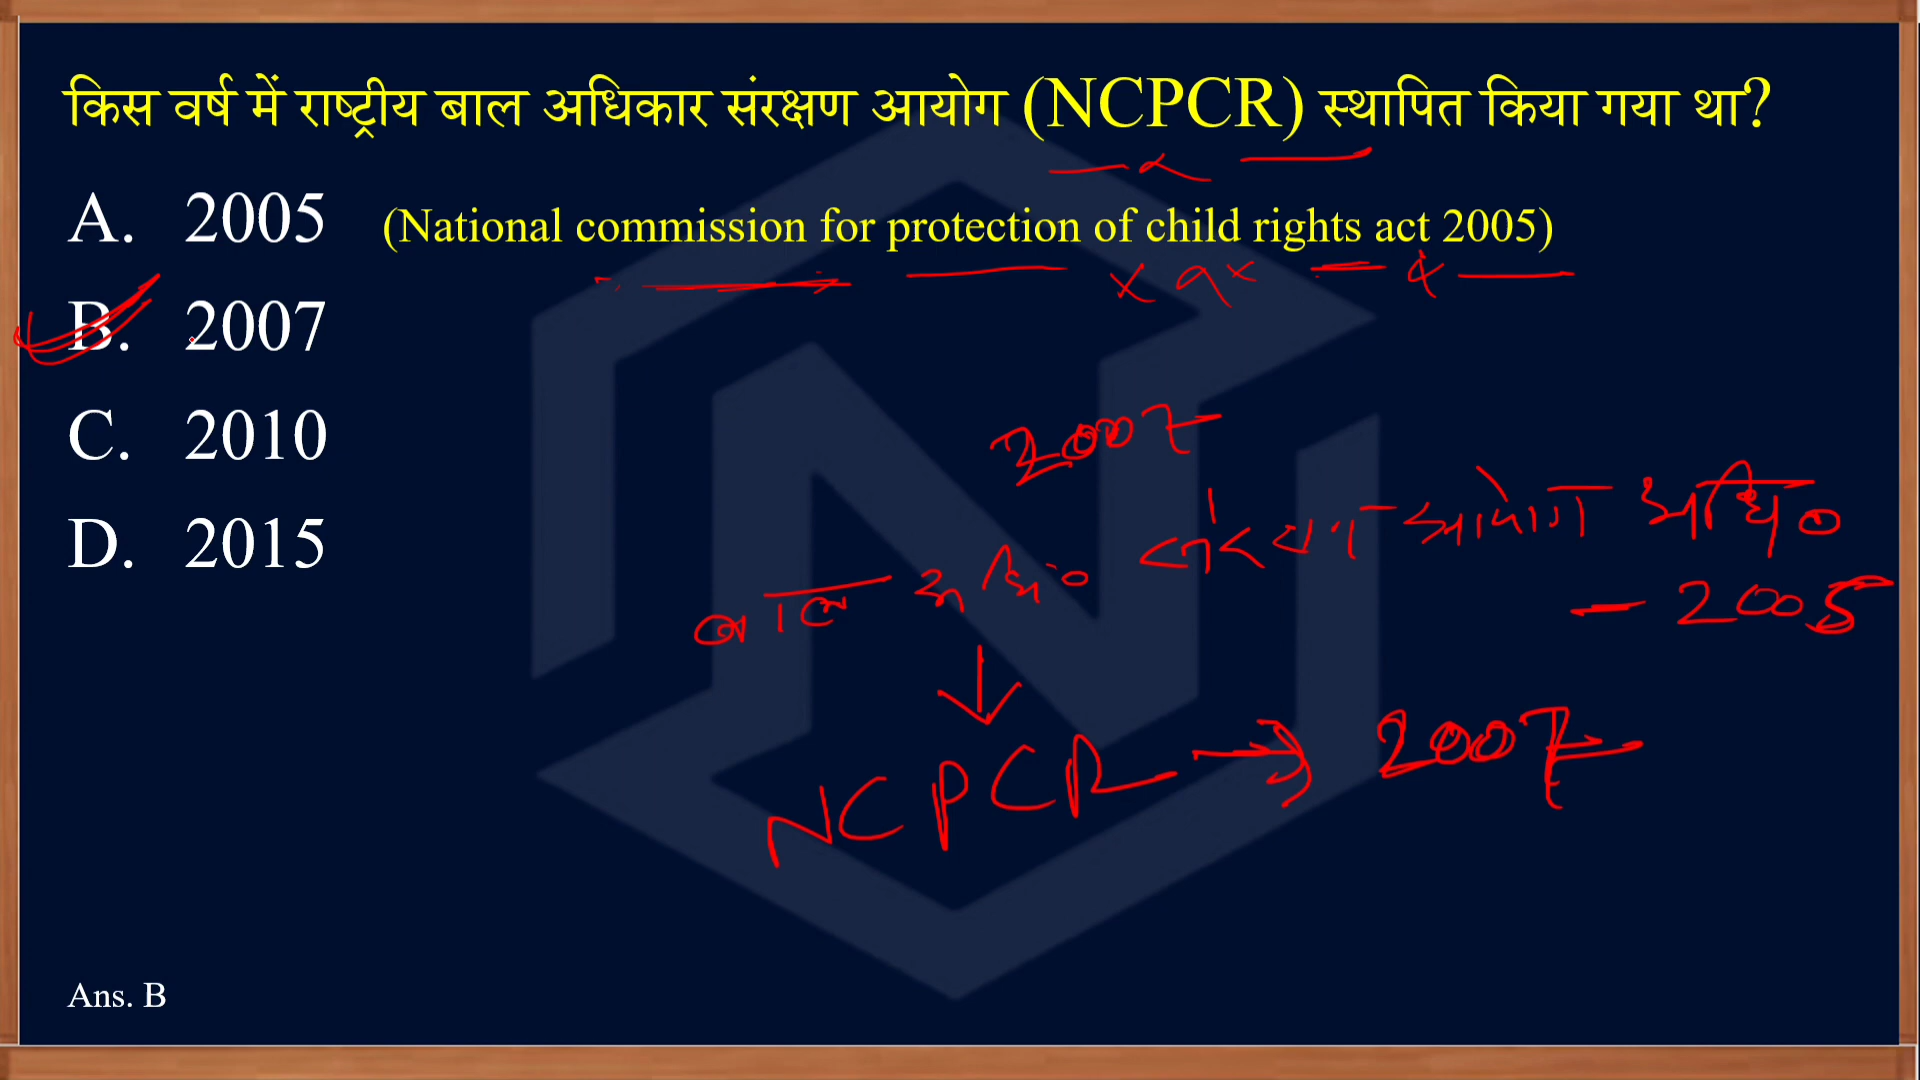 किस वर्ष में राष्ट्रीय बाल अधिकार संरक्षण आयोग (NCPCR) स्थापित किया गया था?
A. 2005 (National commission for protection of child rights act 2005)
B. 2007
C. 2010
D. 2015
2007
बाल अधि० संरक्षण आयोग अधि०
- 2005
NCPCR → 2007
Ans. B